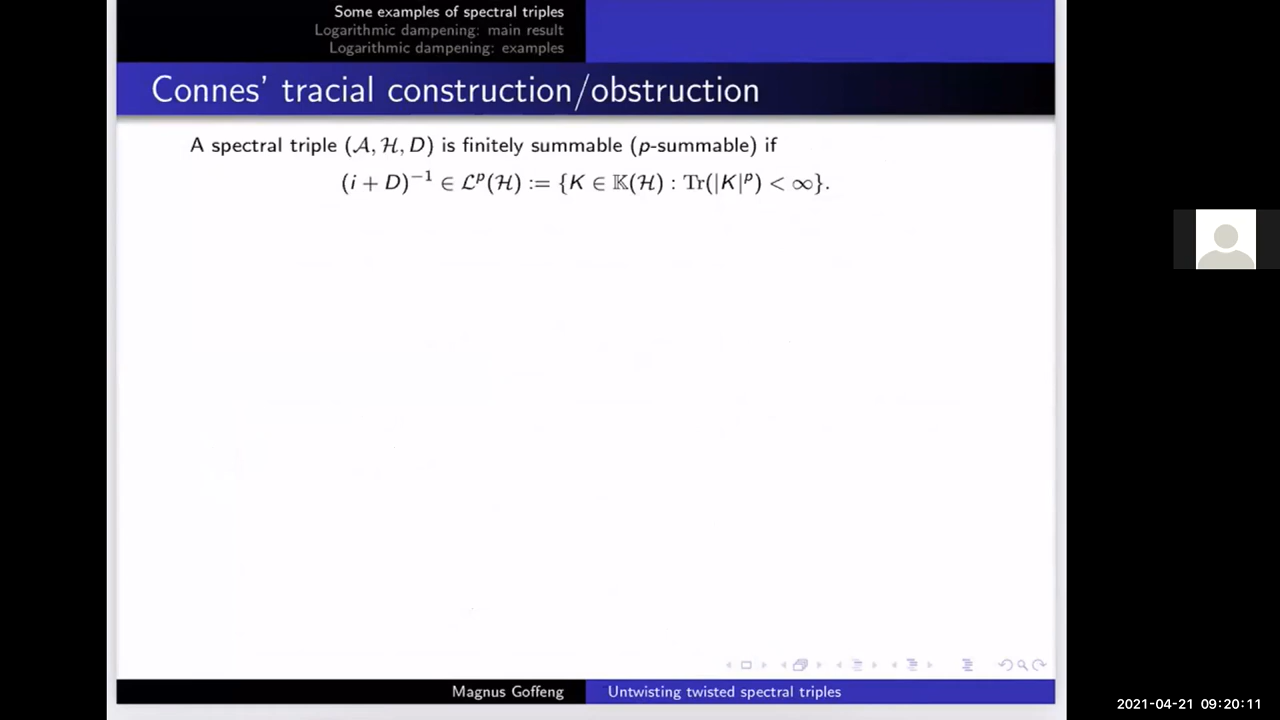 Some examples of spectral triples
Logarithmic dampening: main result
Logarithmic dampening: examples
Connes' tracial construction/obstruction
A spectral triple (𝒜, ℋ, D) is finitely summable (p-summable) if
(i + D)⁻¹ ∈ ℒᵖ(ℋ) := {K ∈ 𝕂(ℋ) : Tr(|K|ᵖ) < ∞}.
Magnus Goffeng
Untwisting twisted spectral triples
2021-04-21 09:20:11